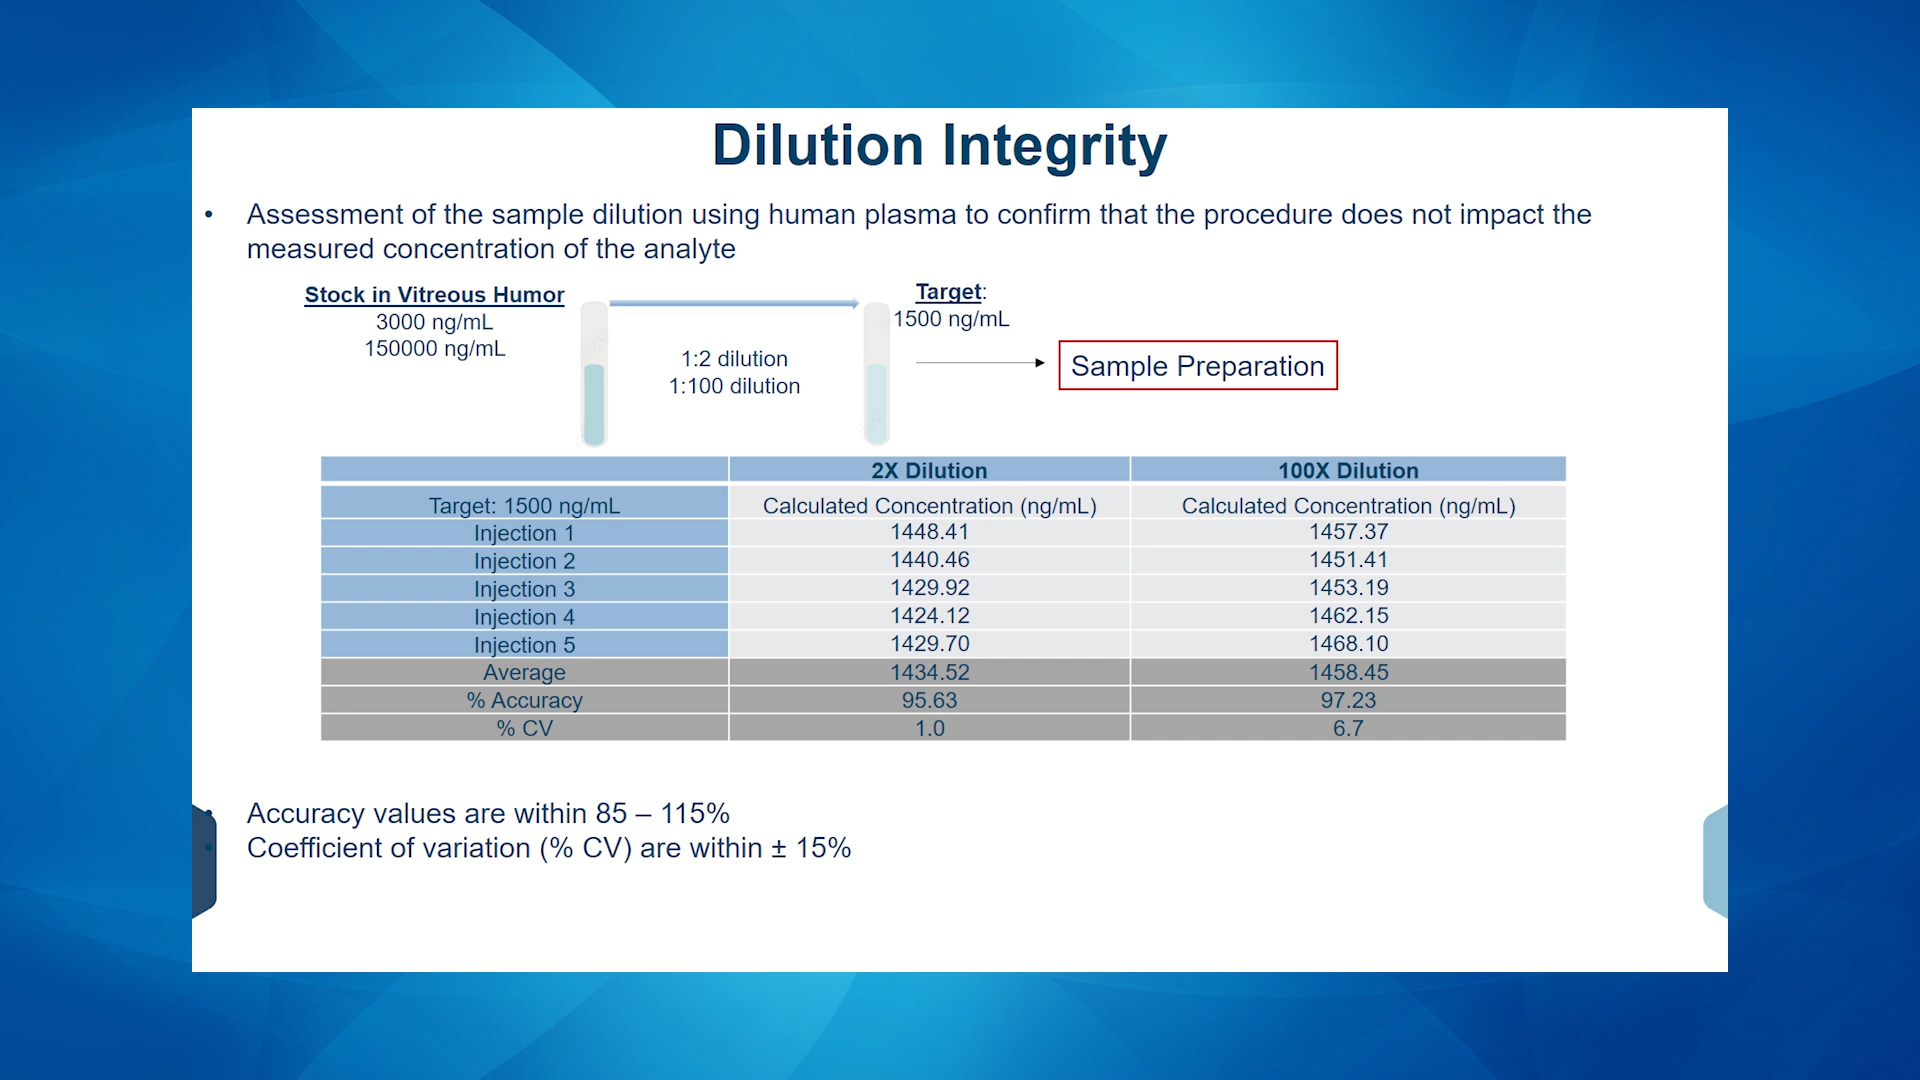 Dilution Integrity
• Assessment of the sample dilution using human plasma to confirm that the procedure does not impact the
measured concentration of the analyte
Stock in Vitreous Humor
3000 ng/mL
150000 ng/mL
1:2 dilution
1:100 dilution
Target:
1500 ng/mL
Sample Preparation
2X Dilution 100X Dilution
Target: 1500 ng/mL Calculated Concentration (ng/mL) Calculated Concentration (ng/mL)
Injection 1 1448.41 1457.37
Injection 2 1440.46 1451.41
Injection 3 1429.92 1453.19
Injection 4 1424.12 1462.15
Injection 5 1429.70 1468.10
Average 1434.52 1458.45
% Accuracy 95.63 97.23
% CV 1.0 6.7
• Accuracy values are within 85 – 115%
• Coefficient of variation (% CV) are within ± 15%